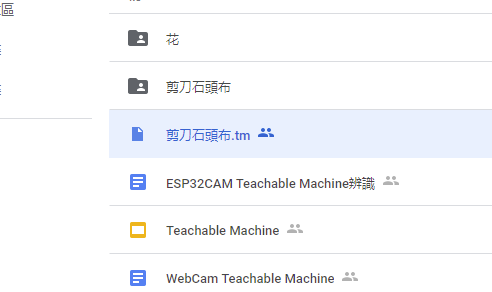 區
花
剪刀石頭布
剪刀石頭布.tm
ESP32CAM Teachable Machine辨識
Teachable Machine
WebCam Teachable Machine